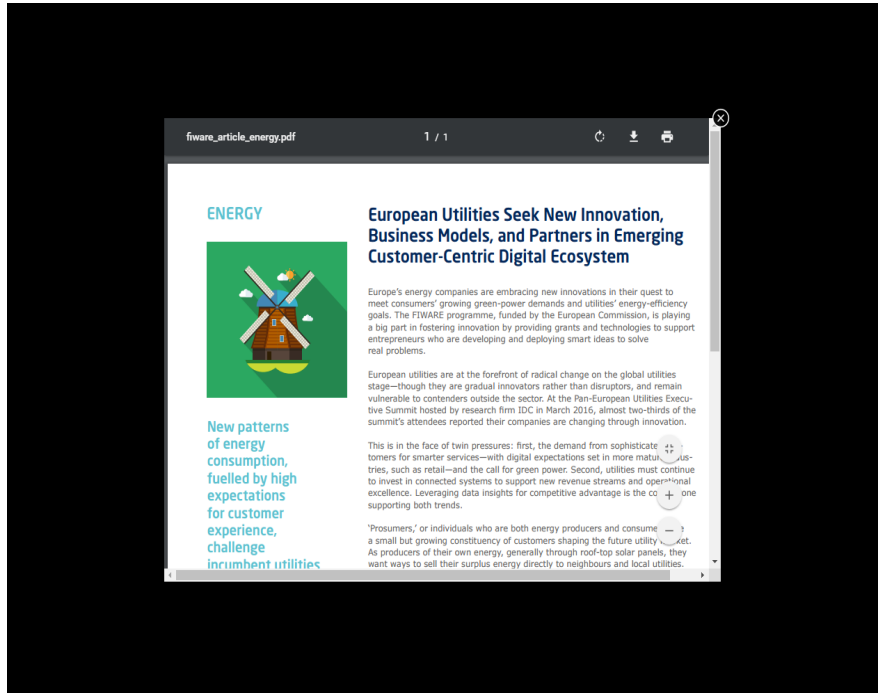 fiware_article_energy.pdf
1 / 1
ENERGY
European Utilities Seek New Innovation,
Business Models, and Partners in Emerging
Customer-Centric Digital Ecosystem
Europe's energy companies are embracing new innovations in their quest to
meet consumers' growing green-power demands and utilities' energy-efficiency
goals. The FIWARE programme, funded by the European Commission, is playing
a big part in fostering innovation by providing grants and technologies to support
entrepreneurs who are developing and deploying smart ideas to solve
real problems.
European utilities are at the forefront of radical change on the global utilities
stage—though they are gradual innovators rather than disruptors, and remain
vulnerable to contenders outside the sector. At the Pan-European Utilities Execu-
tive Summit hosted by research firm IDC in March 2016, almost two-thirds of the
summit's attendees reported their companies are changing through innovation.
New patterns
of energy
consumption,
fuelled by high
expectations
for customer
experience,
challenge
incumbent utilities
This is in the face of twin pressures: first, the demand from sophisticate
tomers for smarter services—with digital expectations set in more matu us-
tries, such as retail—and the call for green power. Second, utilities must continue
to invest in connected systems to support new revenue streams and operational
excellence. Leveraging data insights for competitive advantage is the co one
supporting both trends.
'Prosumers,' or individuals who are both energy producers and consume
a small but growing constituency of customers shaping the future utility ket.
As producers of their own energy, generally through roof-top solar panels, they
want ways to sell their surplus energy directly to neighbours and local utilities.